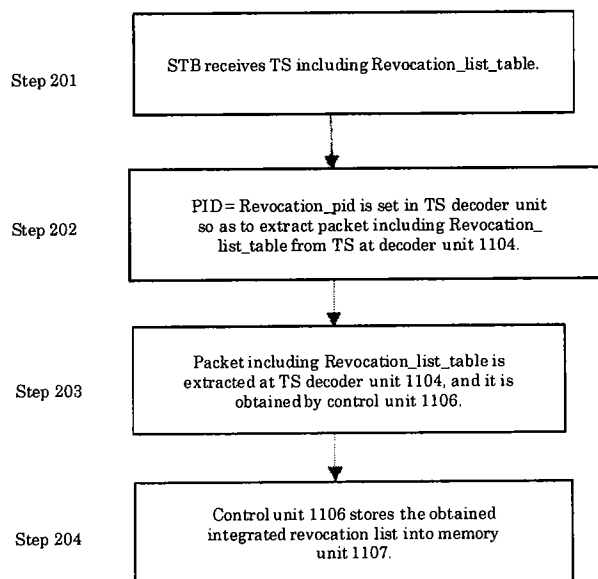 Step 201
STB receives TS including Revocation_list_table.
Step 202
PID = Revocation_pid is set in TS decoder unit
so as to extract packet including Revocation_
list_table from TS at decoder unit 1104.
Step 203
Packet including Revocation_list_table is
extracted at TS decoder unit 1104, and it is
obtained by control unit 1106.
Step 204
Control unit 1106 stores the obtained
integrated revocation list into memory
unit 1107.